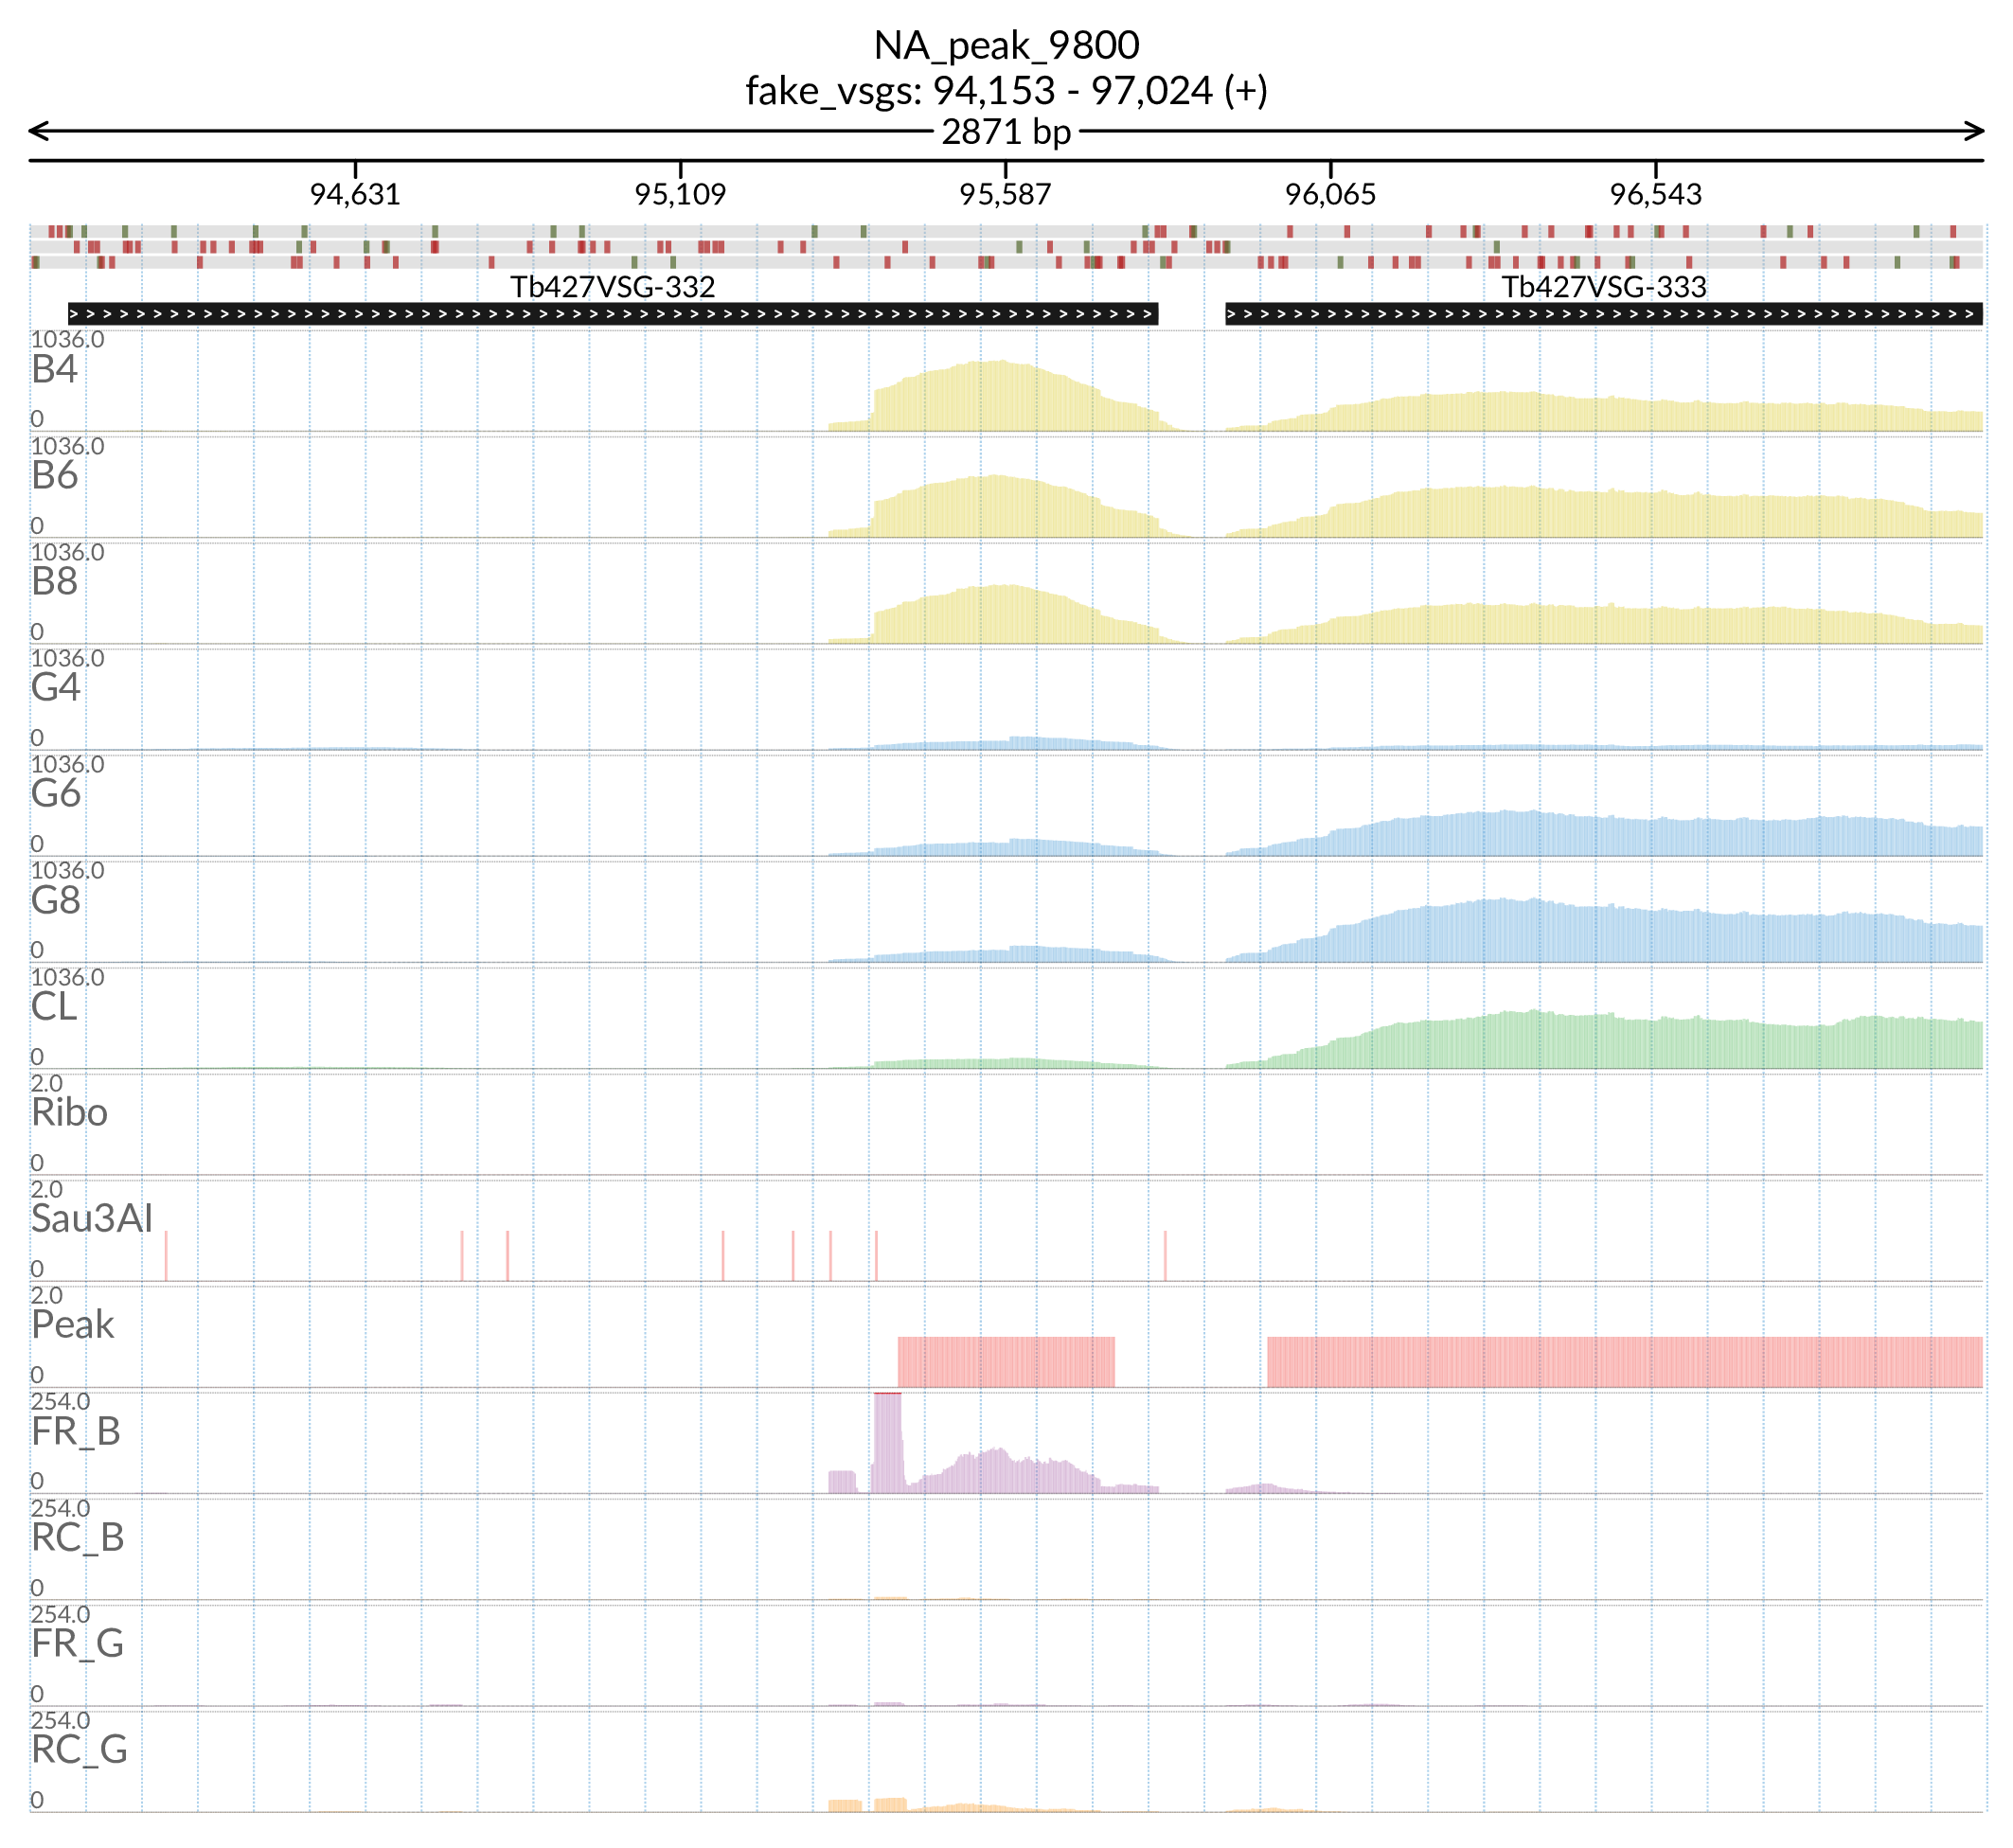 NA_peak_9800
fake_vsgs: 94,153 - 97,024 (+)
2871 bp
94,631 95,109 95,587 96,065 96,543
Tb427VSG-332 Tb427VSG-333
1036.0
B4
0
1036.0
B6
0
1036.0
B8
0
1036.0
G4
0
1036.0
G6
0
1036.0
G8
0
1036.0
CL
0
2.0
Ribo
0
2.0
Sau3AI
0
2.0
Peak
0
254.0
FR_B
0
254.0
RC_B
0
254.0
FR_G
0
254.0
RC_G
0